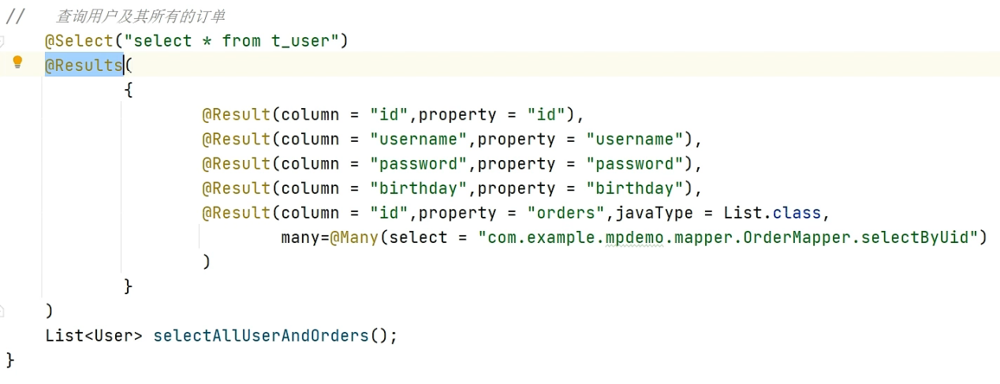 //   查询用户及其所有的订单
    @Select("select * from t_user")
    @Results(
            {
                    @Result(column = "id",property = "id"),
                    @Result(column = "username",property = "username"),
                    @Result(column = "password",property = "password"),
                    @Result(column = "birthday",property = "birthday"),
                    @Result(column = "id",property = "orders",javaType = List.class,
                            many=@Many(select = "com.example.mpdemo.mapper.OrderMapper.selectByUid")
                    )
            }
    )
    List<User> selectAllUserAndOrders();
}